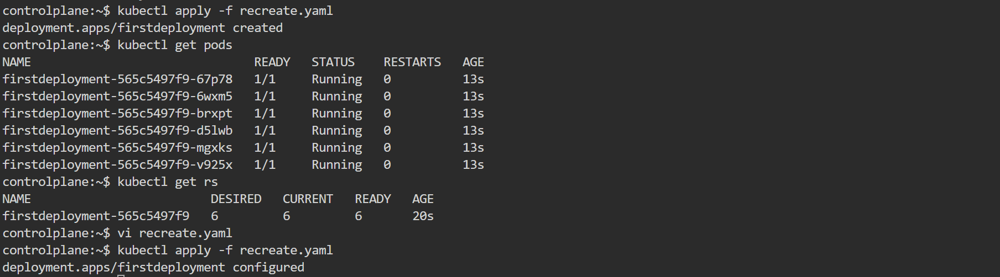 controlplane:~$ kubectl apply -f recreate.yaml
deployment.apps/firstdeployment created
controlplane:~$ kubectl get pods
NAME                               READY   STATUS    RESTARTS   AGE
firstdeployment-565c5497f9-67p78   1/1     Running   0          13s
firstdeployment-565c5497f9-6wxm5   1/1     Running   0          13s
firstdeployment-565c5497f9-brxpt   1/1     Running   0          13s
firstdeployment-565c5497f9-d5lwb   1/1     Running   0          13s
firstdeployment-565c5497f9-mgxks   1/1     Running   0          13s
firstdeployment-565c5497f9-v925x   1/1     Running   0          13s
controlplane:~$ kubectl get rs
NAME                         DESIRED   CURRENT   READY   AGE
firstdeployment-565c5497f9   6         6         6       20s
controlplane:~$ vi recreate.yaml
controlplane:~$ kubectl apply -f recreate.yaml
deployment.apps/firstdeployment configured